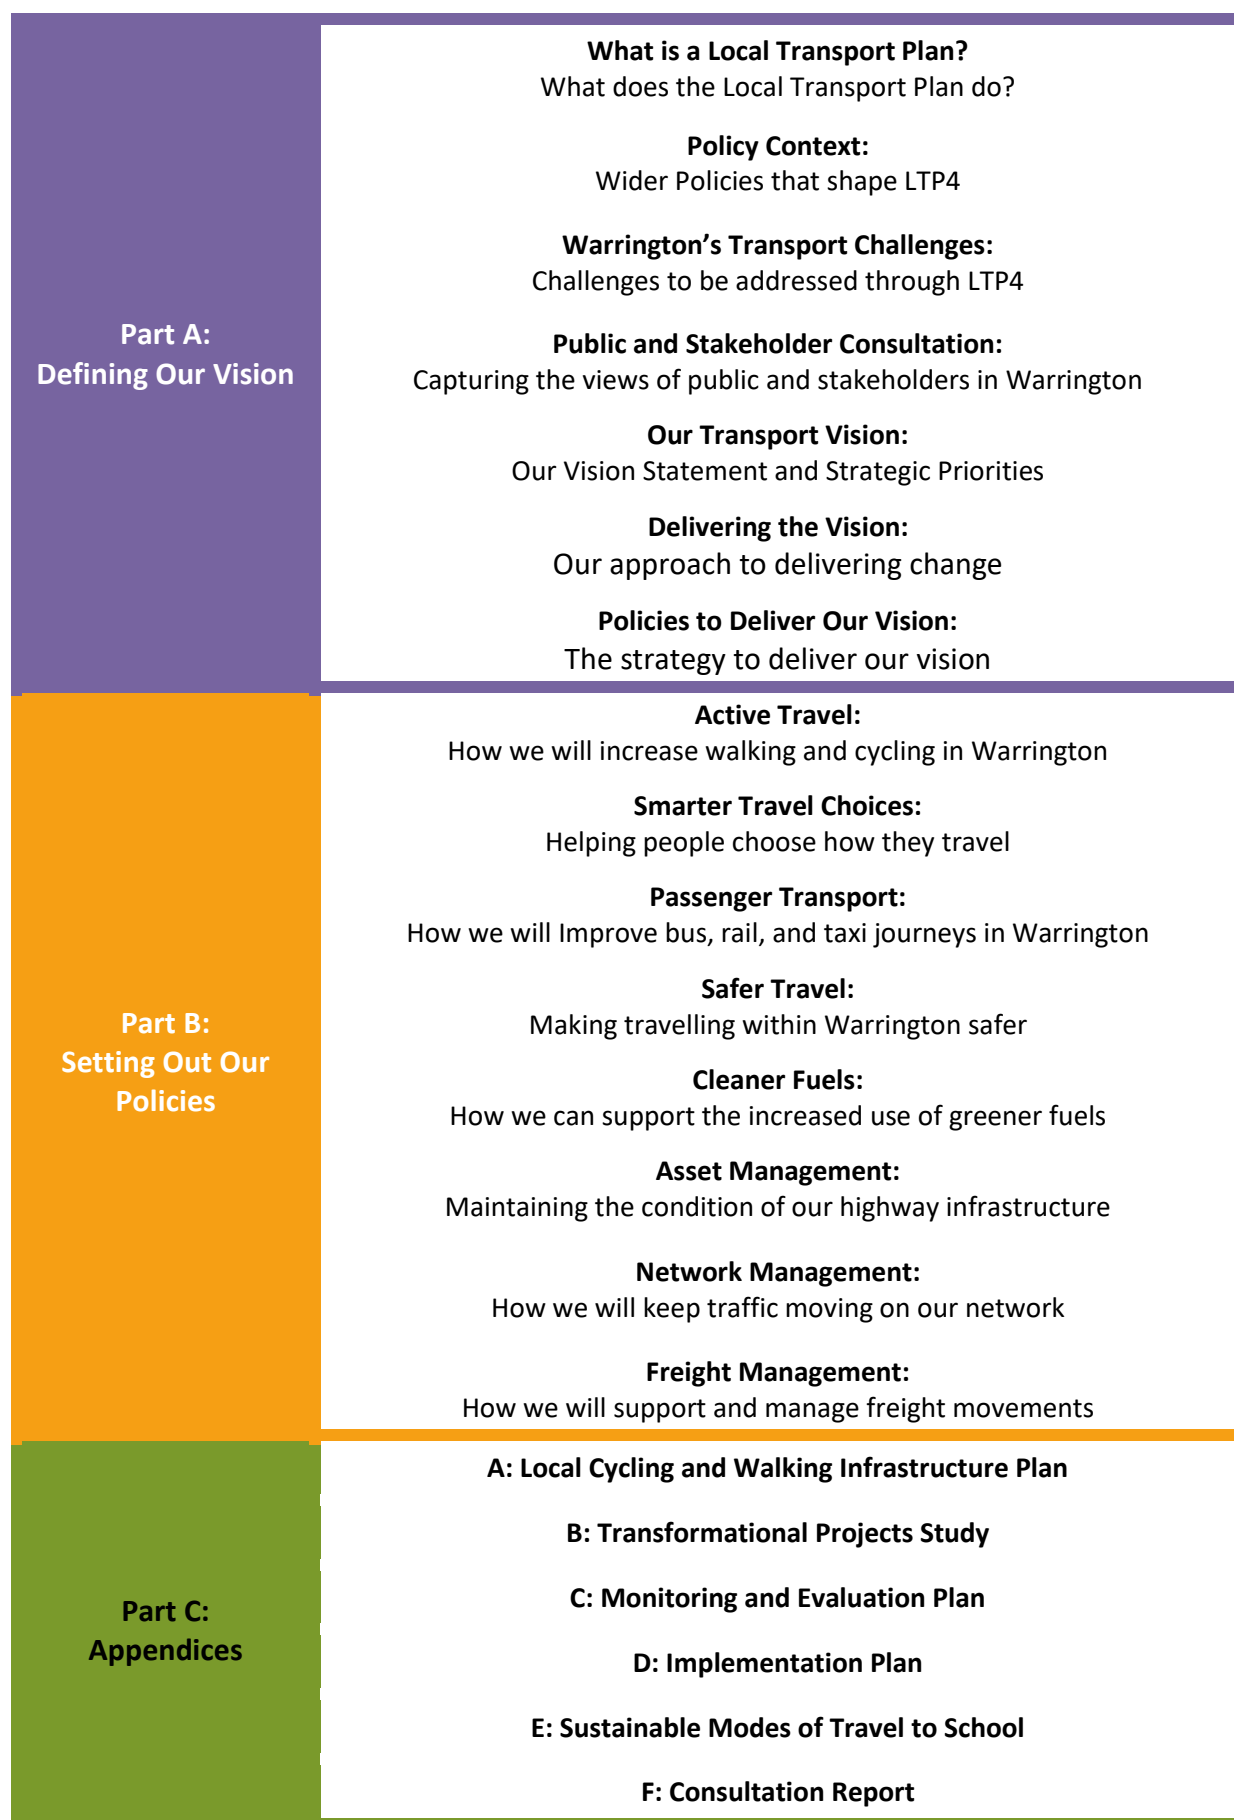 Part A:
Defining Our Vision
What is a Local Transport Plan?
What does the Local Transport Plan do?
Policy Context:
Wider Policies that shape LTP4
Warrington’s Transport Challenges:
Challenges to be addressed through LTP4
Public and Stakeholder Consultation:
Capturing the views of public and stakeholders in Warrington
Our Transport Vision:
Our Vision Statement and Strategic Priorities
Delivering the Vision:
Our approach to delivering change
Policies to Deliver Our Vision:
The strategy to deliver our vision
Part B:
Setting Out Our
Policies
Active Travel:
How we will increase walking and cycling in Warrington
Smarter Travel Choices:
Helping people choose how they travel
Passenger Transport:
How we will Improve bus, rail, and taxi journeys in Warrington
Safer Travel:
Making travelling within Warrington safer
Cleaner Fuels:
How we can support the increased use of greener fuels
Asset Management:
Maintaining the condition of our highway infrastructure
Network Management:
How we will keep traffic moving on our network
Freight Management:
How we will support and manage freight movements
Part C:
Appendices
A: Local Cycling and Walking Infrastructure Plan
B: Transformational Projects Study
C: Monitoring and Evaluation Plan
D: Implementation Plan
E: Sustainable Modes of Travel to School
F: Consultation Report